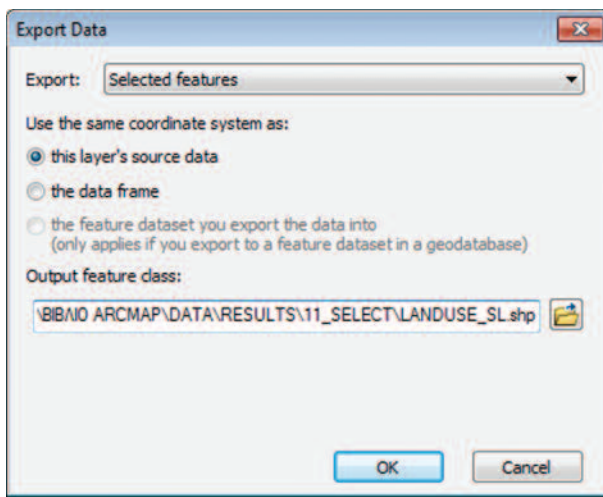 Export Data
Export: Selected features
Use the same coordinate system as:
this layer's source data
the data frame
the feature dataset you export the data into
(only applies if you export to a feature dataset in a geodatabase)
Output feature class:
\ΒΙΒΛΙΟ ARCMAP\DATA\RESULTS\11_SELECT\LANDUSE_SL.shp
OK Cancel